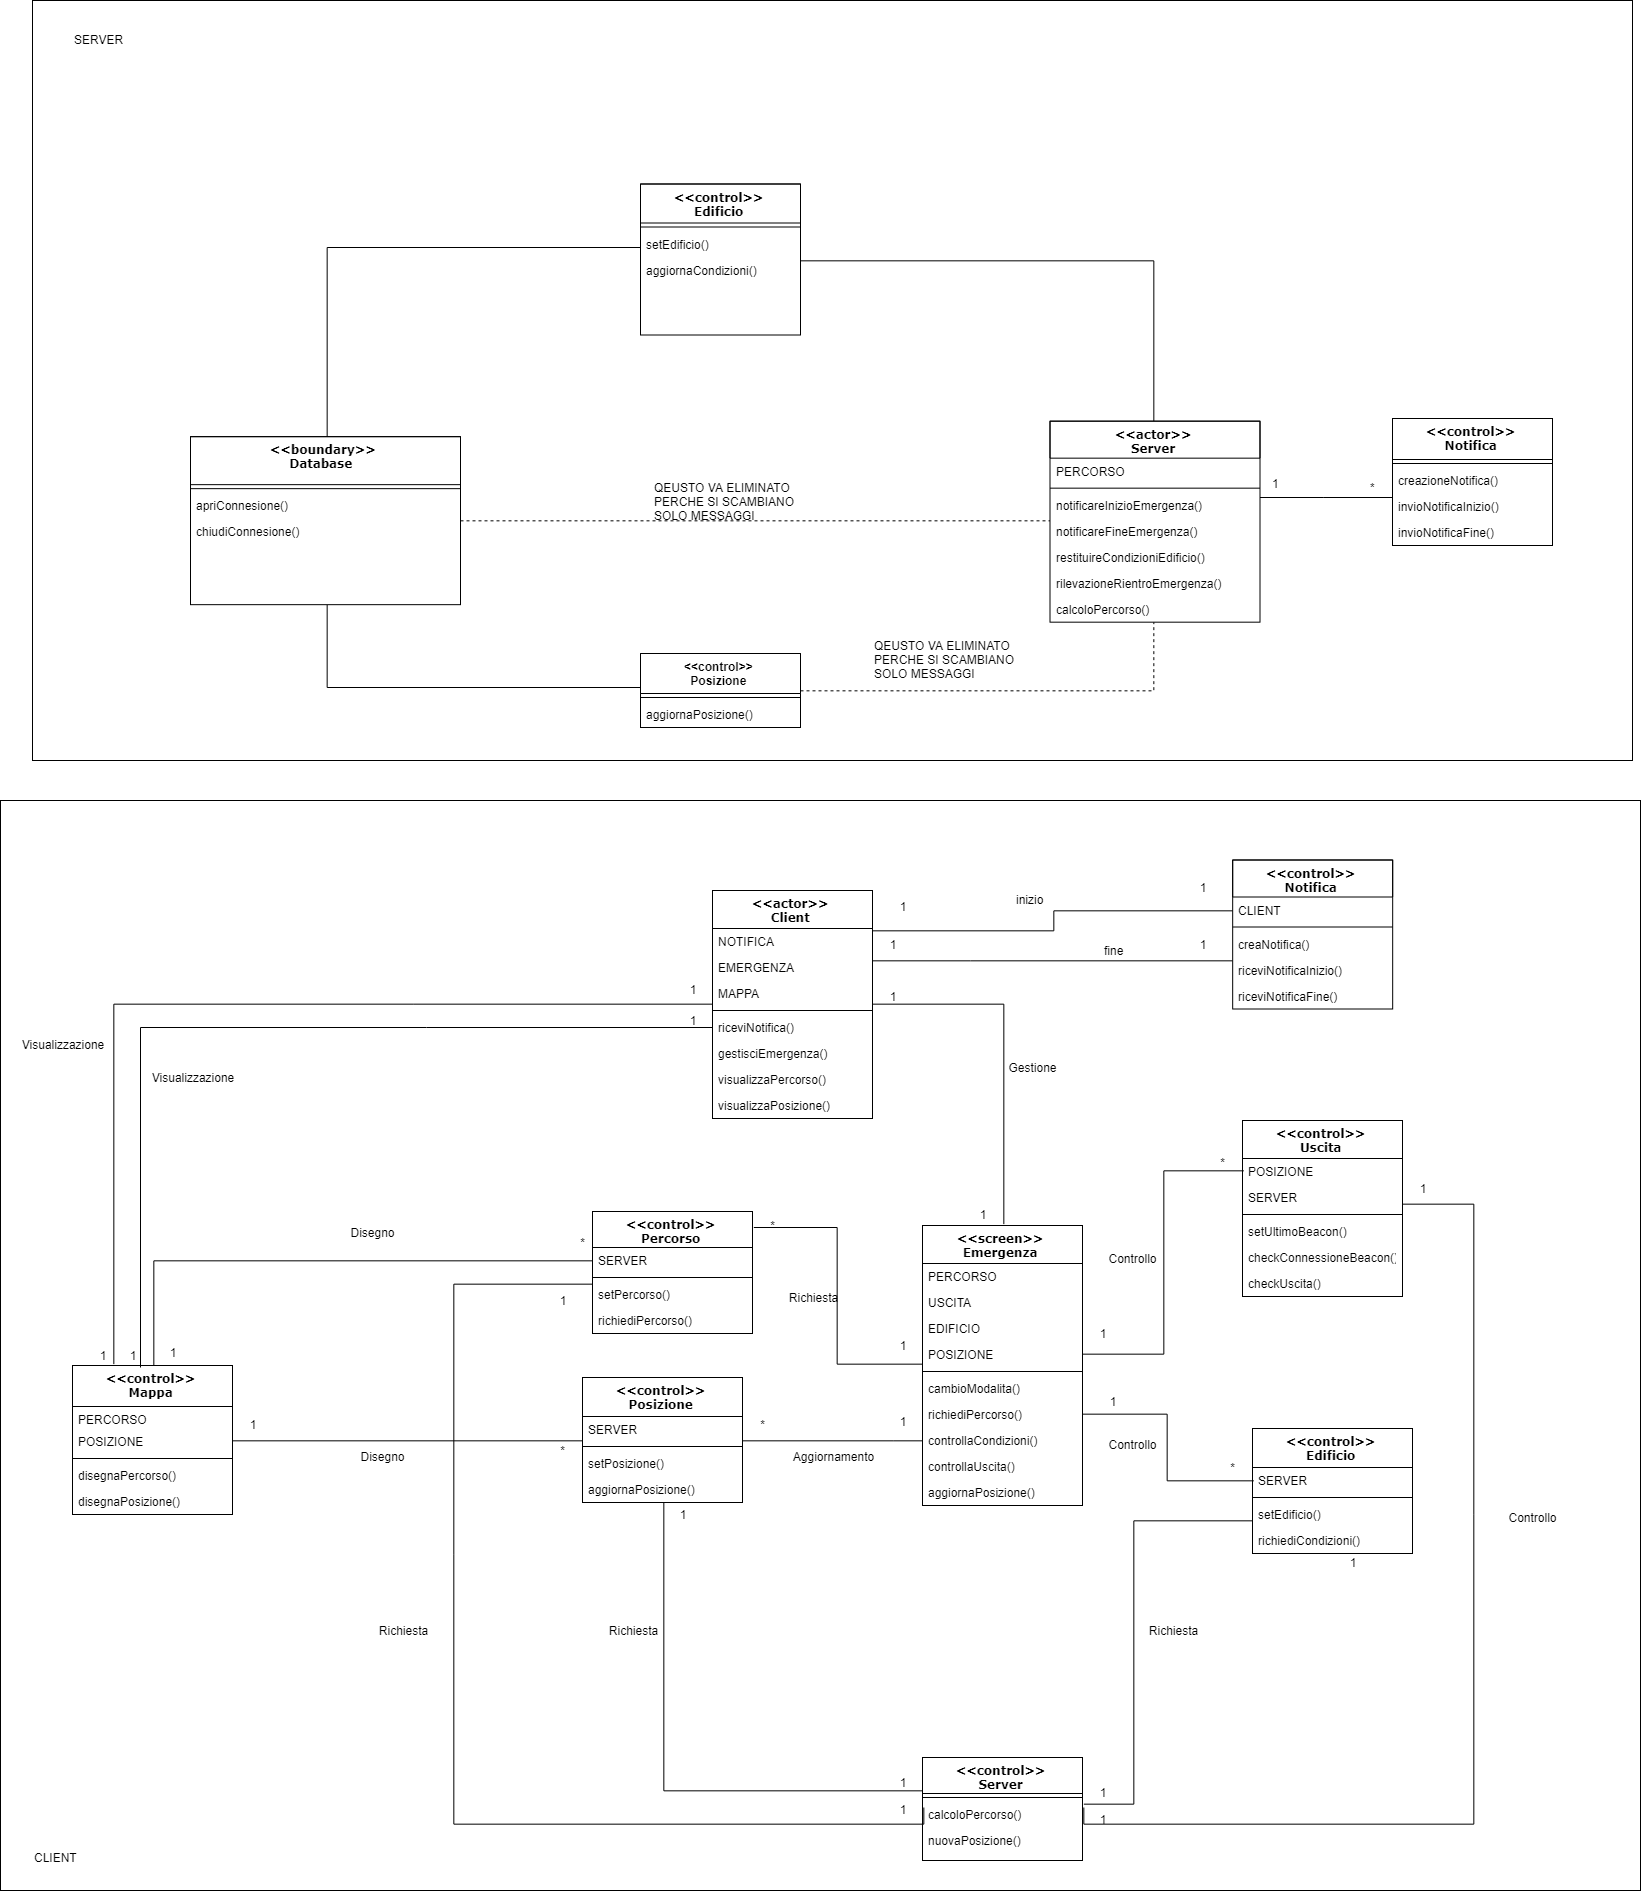 SERVER
<<control>>
Edificio
setEdificio()
aggiornaCondizioni()
<<boundary>>
Database
apriConnesione()
chiudiConnesione()
QEUSTO VA ELIMINATO
PERCHE SI SCAMBIANO
SOLO MESSAGGI
<<actor>>
Server
PERCORSO
notificareInizioEmergenza()
notificareFineEmergenza()
restituireCondizioniEdificio()
rilevazioneRientroEmergenza()
calcoloPercorso()
1
*
<<control>>
Notifica
creazioneNotifica()
invioNotificaInizio()
invioNotificaFine()
QEUSTO VA ELIMINATO
PERCHE SI SCAMBIANO
SOLO MESSAGGI
<<control>>
Posizione
aggiornaPosizione()
<<actor>>
Client
NOTIFICA
EMERGENZA
MAPPA
riceviNotifica()
gestisciEmergenza()
visualizzaPercorso()
visualizzaPosizione()
1
inizio
1
1
fine
1
<<control>>
Notifica
CLIENT
creaNotifica()
riceviNotificaInizio()
riceviNotificaFine()
1
1
1
Visualizzazione
Visualizzazione
Gestione
1
<<control>>
Uscita
POSIZIONE
SERVER
setUltimoBeacon()
checkConnessioneBeacon()
checkUscita()
*
1
Disegno
*
<<control>>
Percorso
SERVER
setPercorso()
richiediPercorso()
*
1
Richiesta
1
<<screen>>
Emergenza
PERCORSO
USCITA
EDIFICIO
POSIZIONE
cambioModalita()
richiediPercorso()
controllaCondizioni()
controllaUscita()
aggiornaPosizione()
Controllo
1
1
1
1
<<control>>
Mappa
PERCORSO
POSIZIONE
disegnaPercorso()
disegnaPosizione()
1
Disegno
*
<<control>>
Posizione
SERVER
setPosizione()
aggiornaPosizione()
*
1
Aggiornamento
1
1
Controllo
*
<<control>>
Edificio
SERVER
setEdificio()
richiediCondizioni()
1
Controllo
Richiesta
Richiesta
Richiesta
<<control>>
Server
calcoloPercorso()
nuovaPosizione()
1
1
1
1
CLIENT